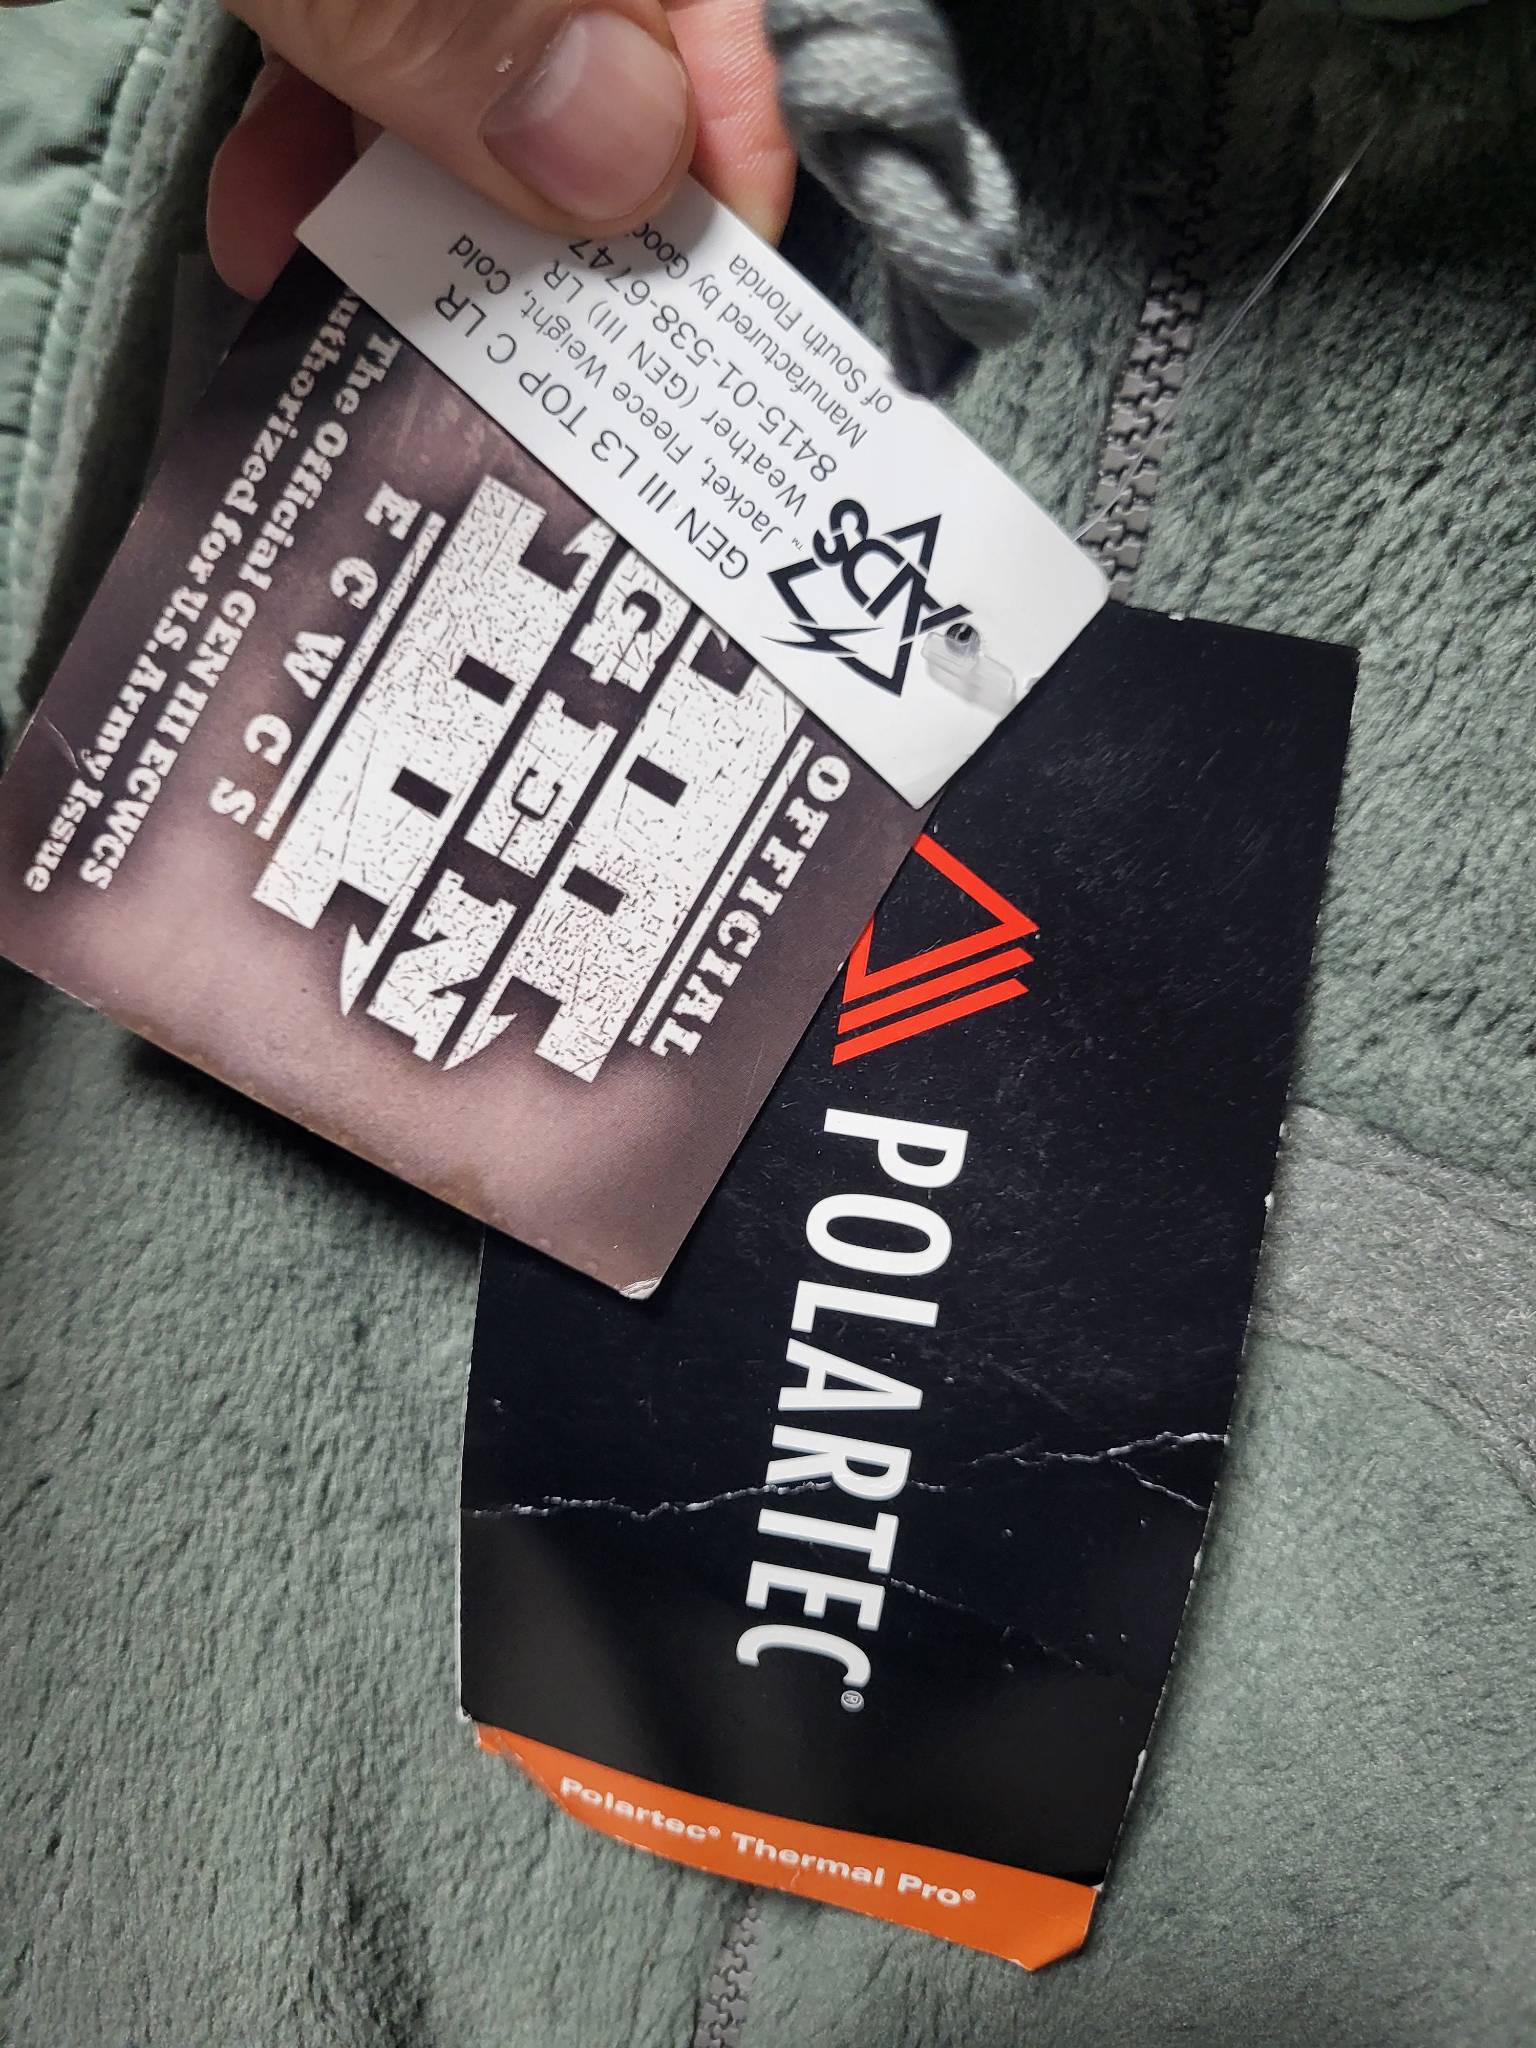 GEN III L3 TOP C LR
Jacket, Fleece Weight, Cold
Weather (GEN III) LR
8415-01-538-6747
Manufactured by
of South Florida
ADS
™
OFFICIAL
GEN III
E C W C S
The Official GEN III ECWCS
Authorized for U.S. Army Issue
POLARTEC®
Polartec® Thermal Pro®